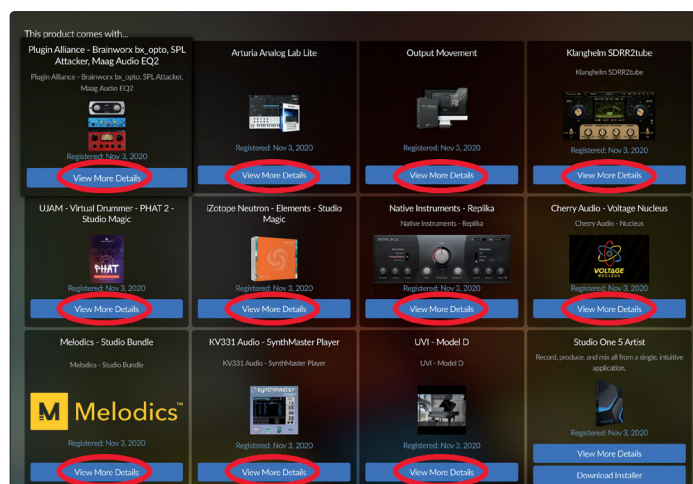 This product comes with...
Plugin Alliance - Brainworx bx_opto, SPL
Attacker, Maag Audio EQ2
Plugin Alliance - Brainworx bx_opto, SPL Attacker,
Maag Audio EQ2
Registered: Nov 3, 2020
View More Details
Arturia Analog Lab Lite
Registered: Nov 3, 2020
View More Details
Output Movement
Registered: Nov 3, 2020
View More Details
Klanghelm SDRR2tube
Klanghelm SDRR2tube
Registered: Nov 3, 2020
View More Details
UJAM - Virtual Drummer - PHAT 2 -
Studio Magic
PHAT
Registered: Nov 3, 2020
View More Details
iZotope Neutron - Elements - Studio
Magic
Registered: Nov 3, 2020
View More Details
Native Instruments - Replika
Native Instruments - Replika
REPLIKA
Registered: Nov 3, 2020
View More Details
Cherry Audio - Voltage Nucleus
Cherry Audio - Nucleus
VOLTAGE
NUCLEUS
Registered: Nov 3, 2020
View More Details
Melodics - Studio Bundle
Melodics - Studio Bundle
M Melodics™
Registered: Nov 3, 2020
View More Details
KV331 Audio - SynthMaster Player
KV331 Audio - SynthMaster Player
synthmaster
Registered: Nov 3, 2020
View More Details
UVI - Model D
UVI - Model D
Registered: Nov 3, 2020
View More Details
Studio One 5 Artist
Record, produce, and mix all from a single, intuitive
application.
Registered: Nov 3, 2020
View More Details
Download Installer